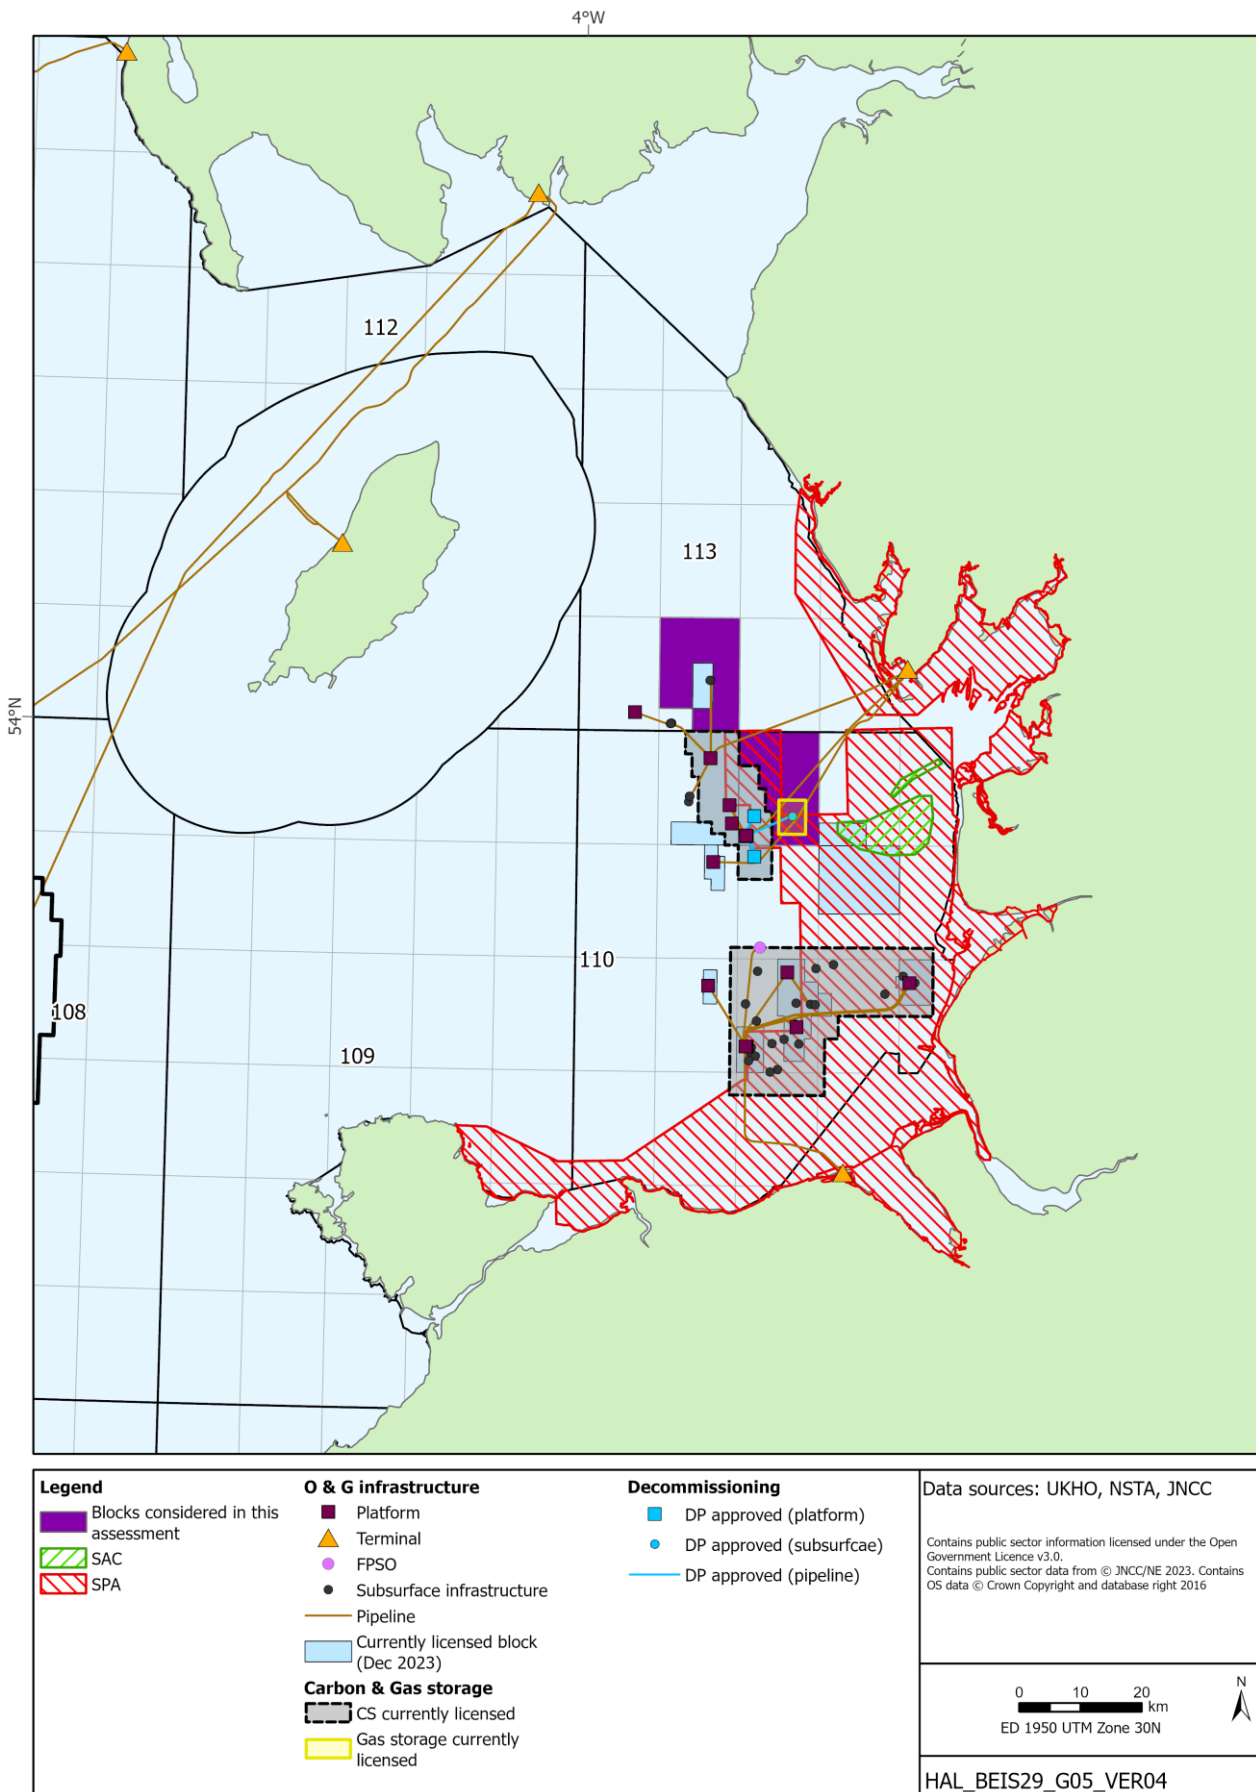 4°W
112
113
54°N
110
108
109
Legend
Blocks considered in this
assessment
SAC
SPA
O & G infrastructure
Platform
Terminal
FPSO
Subsurface infrastructure
Pipeline
Currently licensed block
(Dec 2023)
Carbon & Gas storage
CS currently licensed
Gas storage currently
licensed
Decommissioning
DP approved (platform)
DP approved (subsurfcae)
DP approved (pipeline)
Data sources: UKHO, NSTA, JNCC
Contains public sector information licensed under the Open
Government Licence v3.0.
Contains public sector data from © JNCC/NE 2023. Contains
OS data © Crown Copyright and database right 2016
0 10 20
km
ED 1950 UTM Zone 30N
N
HAL_BEIS29_G05_VER04